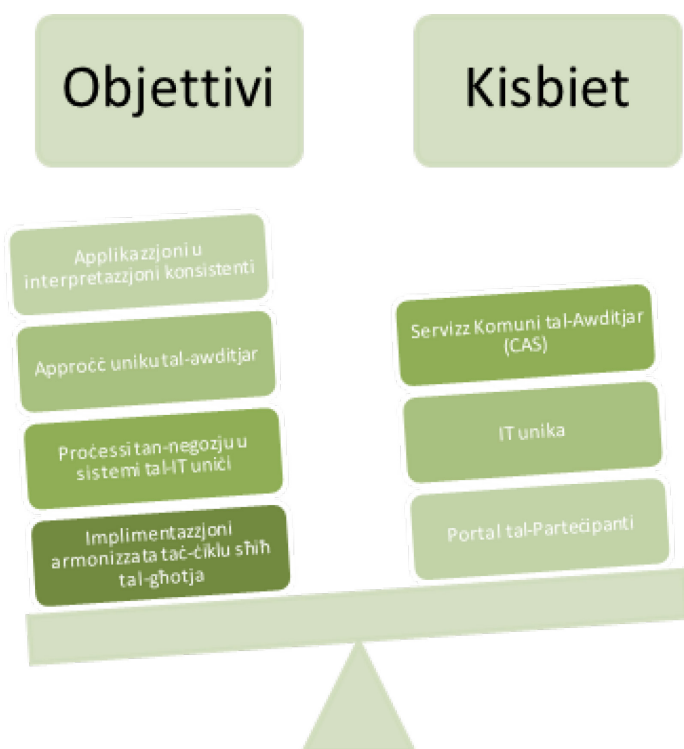 Objettivi
Kisbiet
Applikazzjoni u
interpretazzjoni konsistenti
Approċċ uniku tal-awditjar
Proċessi tan-negozju u
sistemi tal-IT uniċi
Implimentazzjoni
armonizzata taċ-ċiklu sħiħ
tal-għotja
Servizz Komuni tal-Awditjar
(CAS)
IT unika
Portal tal-Parteċipanti